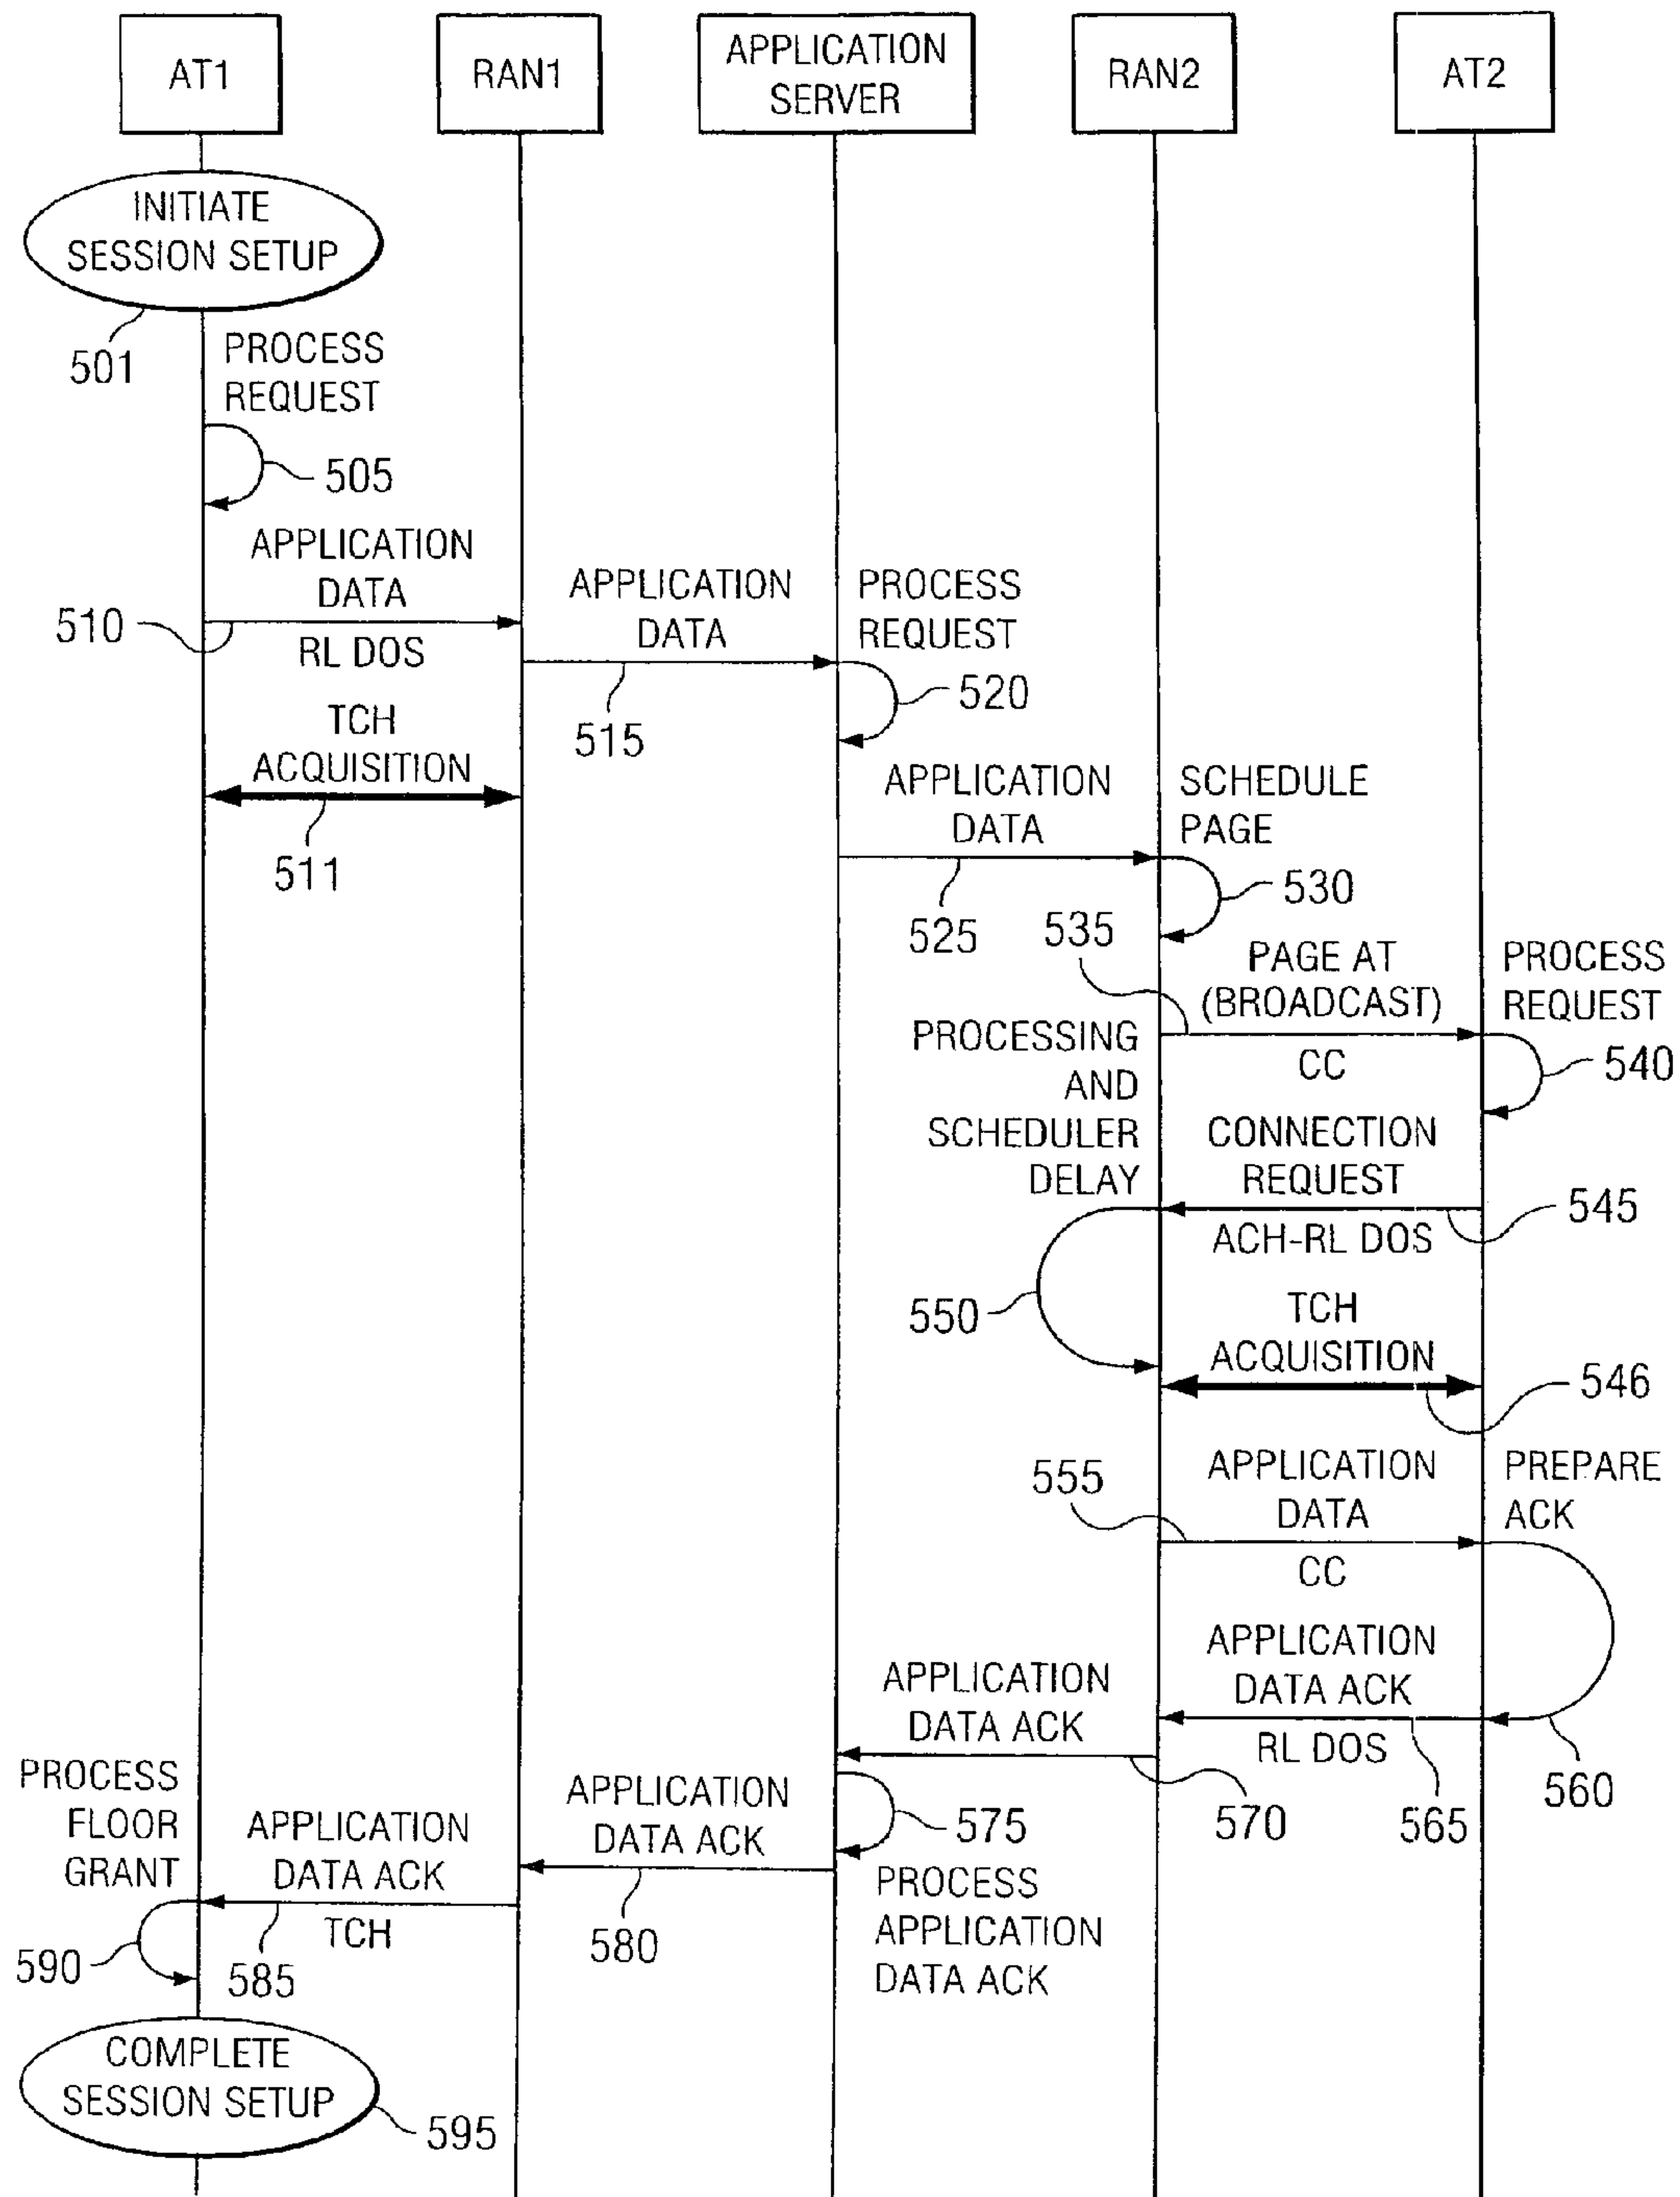 AT1
RAN1
APPLICATION
SERVER
RAN2
AT2
INITIATE
SESSION SETUP
501
PROCESS
REQUEST
505
APPLICATION
DATA
510
RL DOS
APPLICATION
DATA
515
PROCESS
REQUEST
520
TCH
ACQUISITION
511
APPLICATION
DATA
525
SCHEDULE
PAGE
530
535
PAGE AT
(BROADCAST)
CC
PROCESS
REQUEST
540
PROCESSING
AND
SCHEDULER
DELAY
CONNECTION
REQUEST
545
ACH-RL DOS
550
TCH
ACQUISITION
546
555
APPLICATION
DATA
CC
PREPARE
ACK
560
APPLICATION
DATA ACK
RL DOS
565
APPLICATION
DATA ACK
570
575
PROCESS
APPLICATION
DATA ACK
APPLICATION
DATA ACK
580
PROCESS
FLOOR
GRANT
APPLICATION
DATA ACK
TCH
585
590
COMPLETE
SESSION SETUP
595